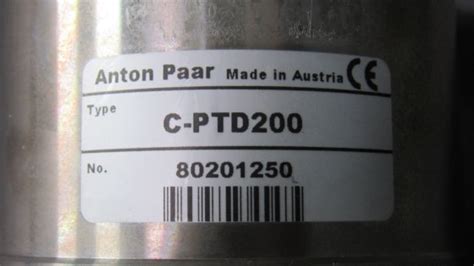 Anton Paar Made in Austria CE
Type
C-PTD200
No. 80201250